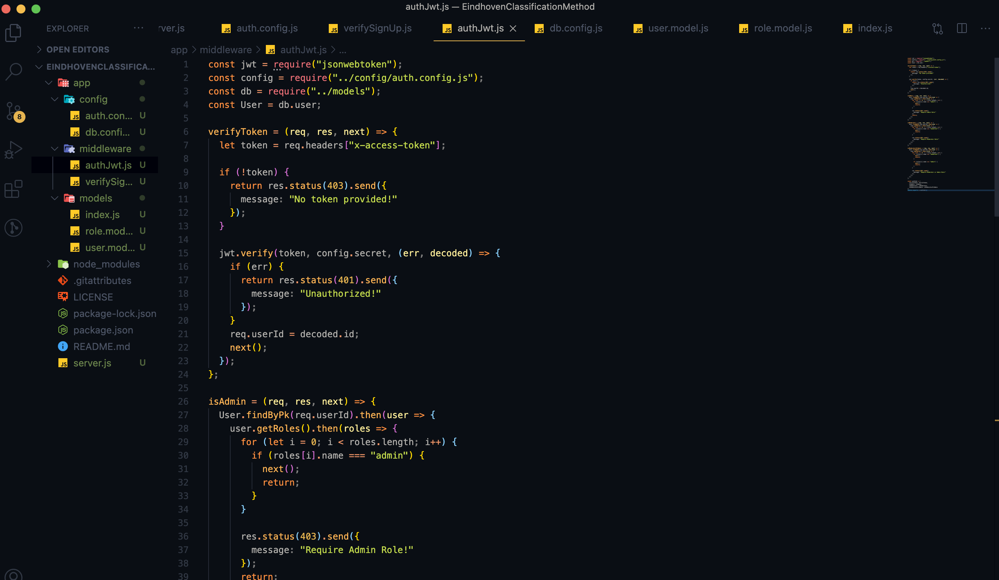 authJwt.js — EindhovenClassificationMethod
EXPLORER
rver.js
auth.config.js
verifySignUp.js
authJwt.js
db.config.js
user.model.js
role.model.js
index.js
OPEN EDITORS
EINDHOVENCLASSIFICA...
app
config
auth.con... U
db.confi... U
middleware
authJwt.js U
verifySig... U
models
index.js U
role.mod... U
user.mod... U
node_modules
.gitattributes
LICENSE
package-lock.json
package.json
README.md
server.js U
8
app > middleware > JS authJwt.js > ...
1 const jwt = require("jsonwebtoken");
2 const config = require("../config/auth.config.js");
3 const db = require("../models");
4 const User = db.user;
5
6 verifyToken = (req, res, next) => {
7 let token = req.headers["x-access-token"];
8
9 if (!token) {
10 return res.status(403).send({
11 message: "No token provided!"
12 });
13 }
14
15 jwt.verify(token, config.secret, (err, decoded) => {
16 if (err) {
17 return res.status(401).send({
18 message: "Unauthorized!"
19 });
20 }
21 req.userId = decoded.id;
22 next();
23 });
24 };
25
26 isAdmin = (req, res, next) => {
27 User.findByPk(req.userId).then(user => {
28 user.getRoles().then(roles => {
29 for (let i = 0; i < roles.length; i++) {
30 if (roles[i].name === "admin") {
31 next();
32 return;
33 }
34 }
35
36 res.status(403).send({
37 message: "Require Admin Role!"
38 });
39 return;